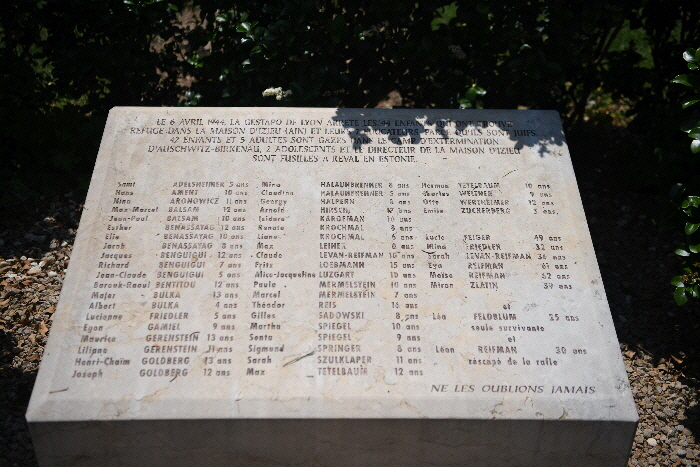 LE 6 AVRIL 1944, LA GESTAPO DE LYON ARRETE LES 44 ENFANTS QUI ONT TROUVE
REFUGE DANS LA MAISON D'IZIEU (AIN) ET LEURS EDUCATEURS, PARCE QU'ILS SONT JUIFS.
42 ENFANTS ET 5 ADULTES SONT GAZES DANS LE CAMP D'EXTERMINATION
D'AUSCHWITZ-BIRKENAU, 2 ADOLESCENTS ET LE DIRECTEUR DE LA MAISON D'IZIEU
SONT FUSILLES A REVAL EN ESTONIE.
Sami ADELSHEIMER 5 ans
Hans AMENT 10 ans
Nina ARONOWICZ 11 ans
Max-Marcel BALSAM 12 ans
Jean-Paul BALSAM 10 ans
Esther BENASSAYAG 12 ans
Elie BENASSAYAG 10 ans
Jacob BENASSAYAG 8 ans
Jacques BENGUIGUI 12 ans
Richard BENGUIGUI 7 ans
Jean-Claude BENGUIGUI 5 ans
Barouk-Raoul BENTITOU 12 ans
Majer BULKA 13 ans
Albert BULKA 4 ans
Lucienne FRIEDLER 5 ans
Egon GAMIEL 9 ans
Maurice GERENSTEIN 13 ans
Liliane GERENSTEIN 11 ans
Henri-Chaïm GOLDBERG 13 ans
Joseph GOLDBERG 12 ans
Mina HALAUNBRENNER 8 ans
Claudine HALAUNBRENNER 5 ans
Georgy HALPERN 8 ans
Arnold HIRSCH 17 ans
Isidore KARGEMAN 10 ans
Renate KROCHMAL 8 ans
Liane KROCHMAL 6 ans
Max LEINER 8 ans
Claude LEVAN-REIFMAN 10 ans
Fritz LOEBMANN 15 ans
Alice-Jacqueline LUZGART 10 ans
Paula MERMELSTEIN 10 ans
Marcel MERMELSTEIN 7 ans
Théodor REIS 16 ans
Gilles SADOWSKI 8 ans
Martha SPIEGEL 10 ans
Senta SPIEGEL 9 ans
Sigmund SPRINGER 8 ans
Sarah SZULKLAPER 11 ans
Max TETELBAUM 12 ans
Herman TETELBAUM 10 ans
Charles WELTNER 9 ans
Otto WERTHEIMER 12 ans
Emile ZUCKERBERG 5 ans
Lucie FEIGER 49 ans
Mina FRIEDLER 32 ans
Sarah LEVAN-REIFMAN 36 ans
Eva REIFMAN 61 ans
Moïse REIFMAN 62 ans
Miron ZLATIN 39 ans
et
Léa FELDBLUM 25 ans
seule survivante
et
Léon REIFMAN 30 ans
réscapé de la rafle
NE LES OUBLIONS JAMAIS